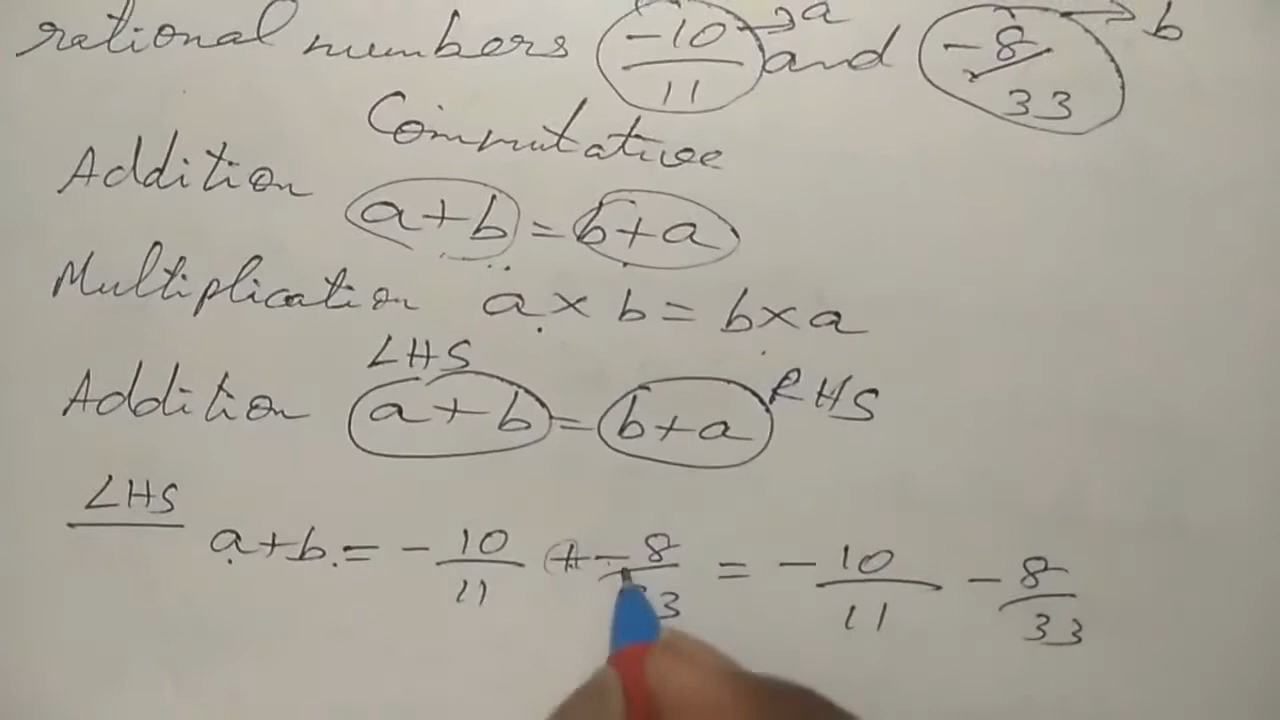 rational numbers -10/11 → a and -8/33 → b
Commutative
Addition a + b = b + a
Multiplication a × b = b × a
LHS RHS
Addition a + b = b + a
LHS
a + b = - 10/11 + - 8/33 = - 10/11 - 8/33